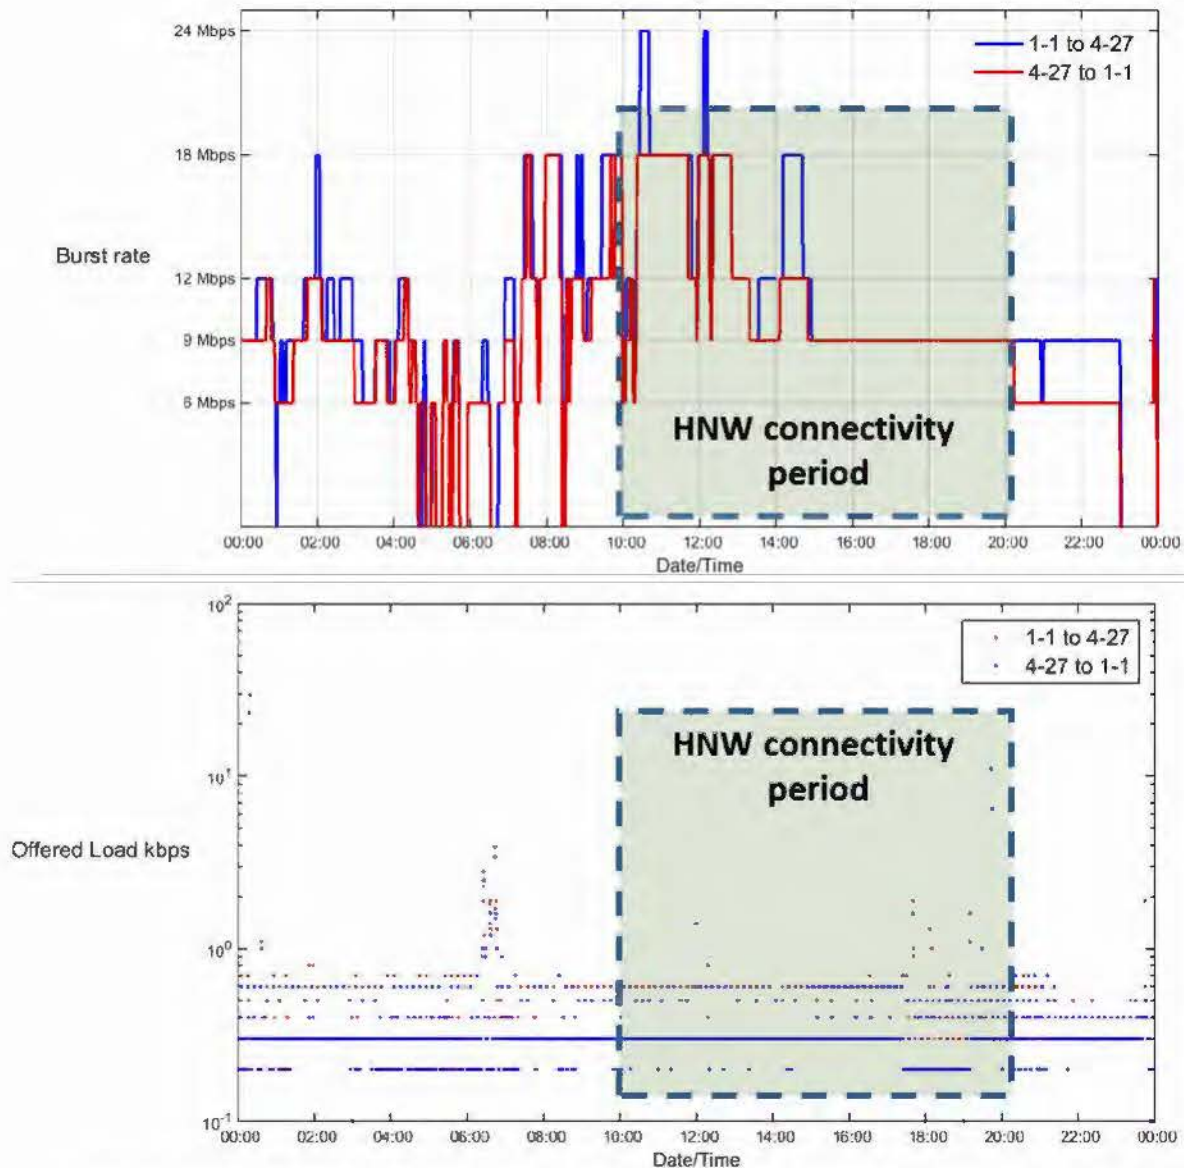 24 Mbps
18 Mbps
12 Mbps
9 Mbps
6 Mbps
Burst rate
1-1 to 4-27
4-27 to 1-1
HNW connectivity
period
00:00 02:00 04:00 06:00 08:00 10:00 12:00 14:00 16:00 18:00 20:00 22:00 00:00
Date/Time
10²
10¹
10⁰
10⁻¹
Offered Load kbps
1-1 to 4-27
4-27 to 1-1
HNW connectivity
period
00:00 02:00 04:00 06:00 08:00 10:00 12:00 14:00 16:00 18:00 20:00 22:00 00:00
Date/Time